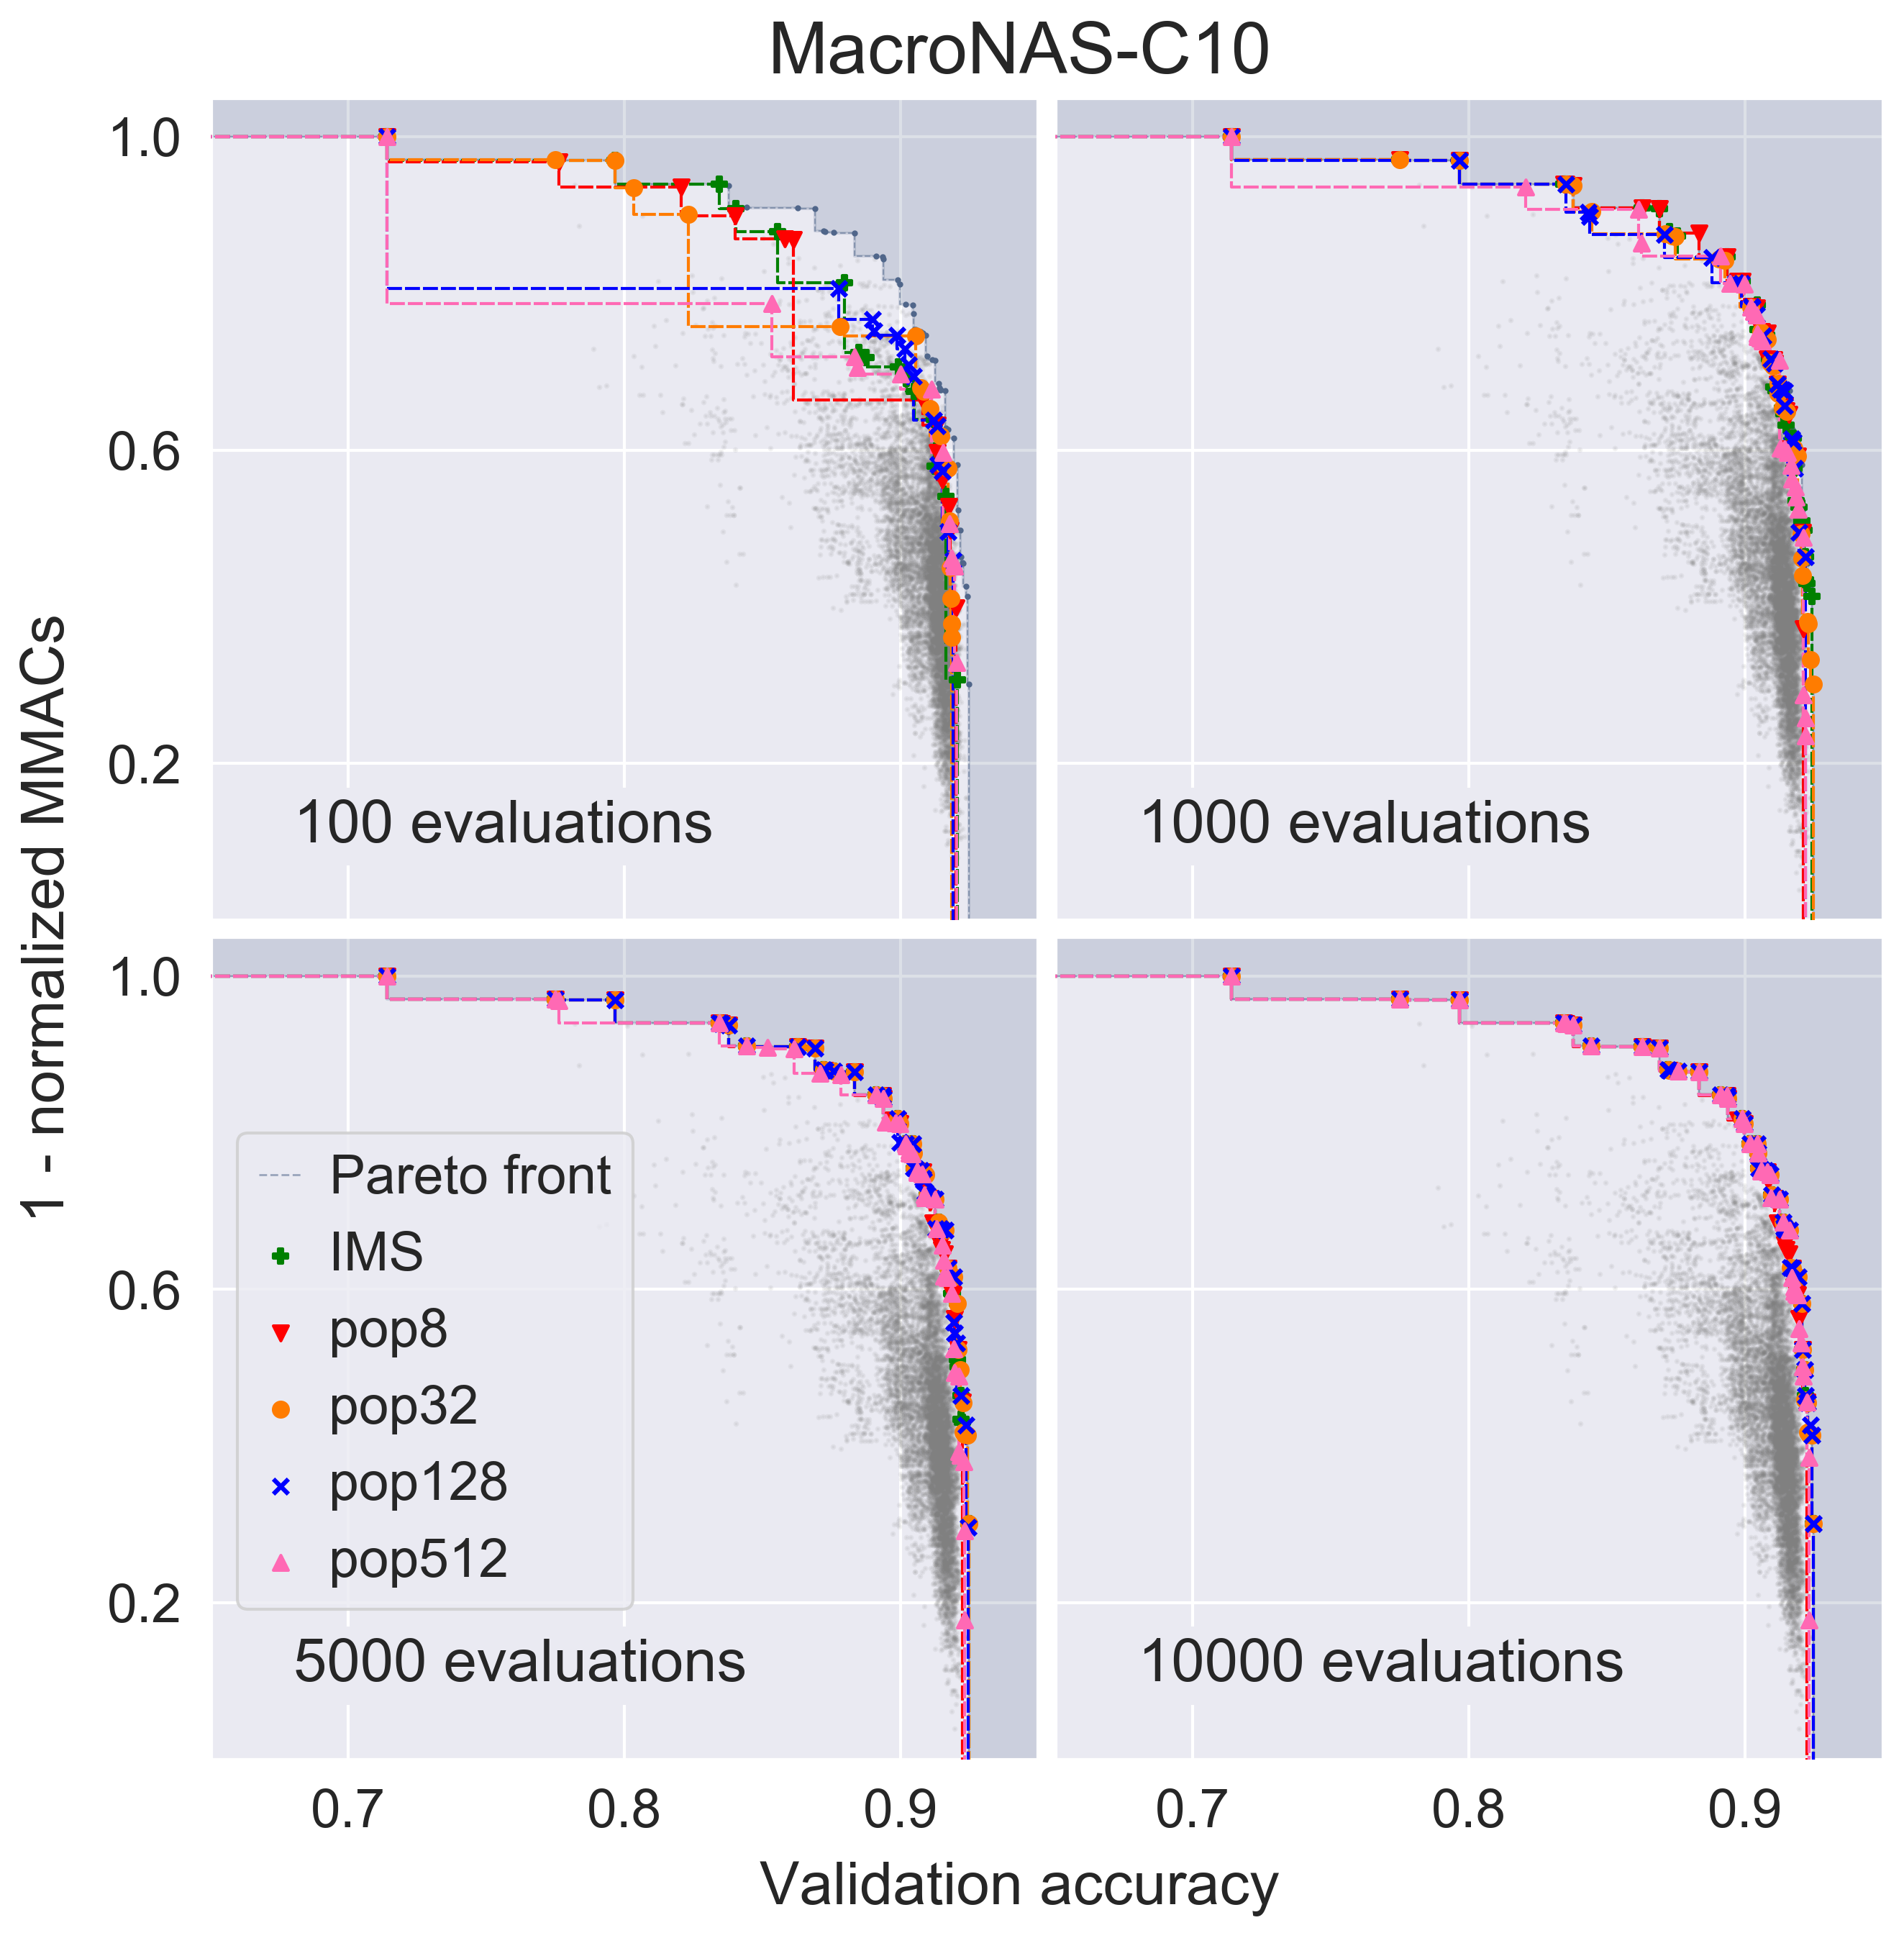 MacroNAS-C10
1 - normalized MMACs
1.0
0.6
0.2
100 evaluations
1000 evaluations
1.0
0.6
0.2
Pareto front
IMS
pop8
pop32
pop128
pop512
5000 evaluations
10000 evaluations
0.7 0.8 0.9 0.7 0.8 0.9
Validation accuracy